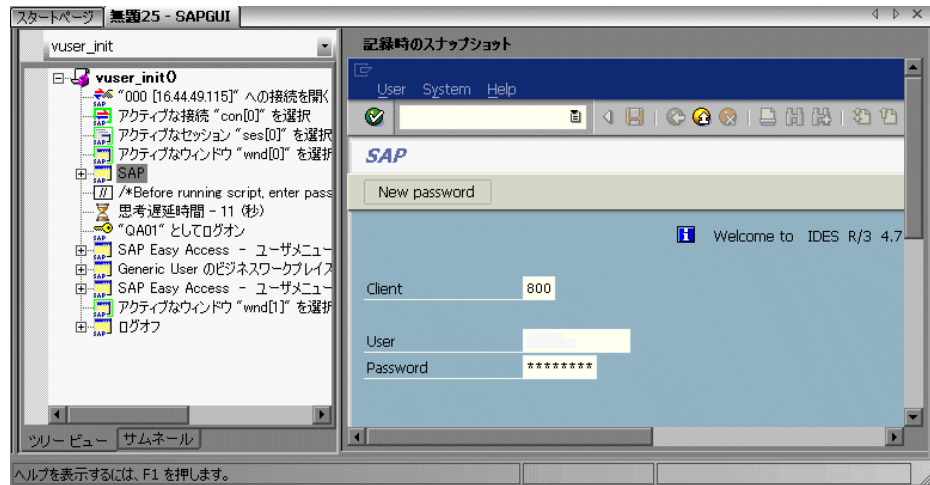 スタートページ 無題25 - SAPGUI
vuser_init
vuser_init()
"000 [16.44.49.115]" への接続を開く
アクティブな接続 "con[0]" を選択
アクティブなセッション "ses[0]" を選択
アクティブなウィンドウ "wnd[0]" を選択
SAP
/*Before running script, enter pass
思考遅延時間 - 11 (秒)
"QA01" としてログオン
SAP Easy Access - ユーザメニュー
Generic User のビジネスワークプレイス
SAP Easy Access - ユーザメニュー
アクティブなウィンドウ "wnd[1]" を選択
ログオフ
ツリー ビュー サムネール
記録時のスナップショット
User System Help
SAP
New password
Welcome to IDES R/3 4.7
Client 800
User
Password ********
ヘルプを表示するには、F1 を押します。